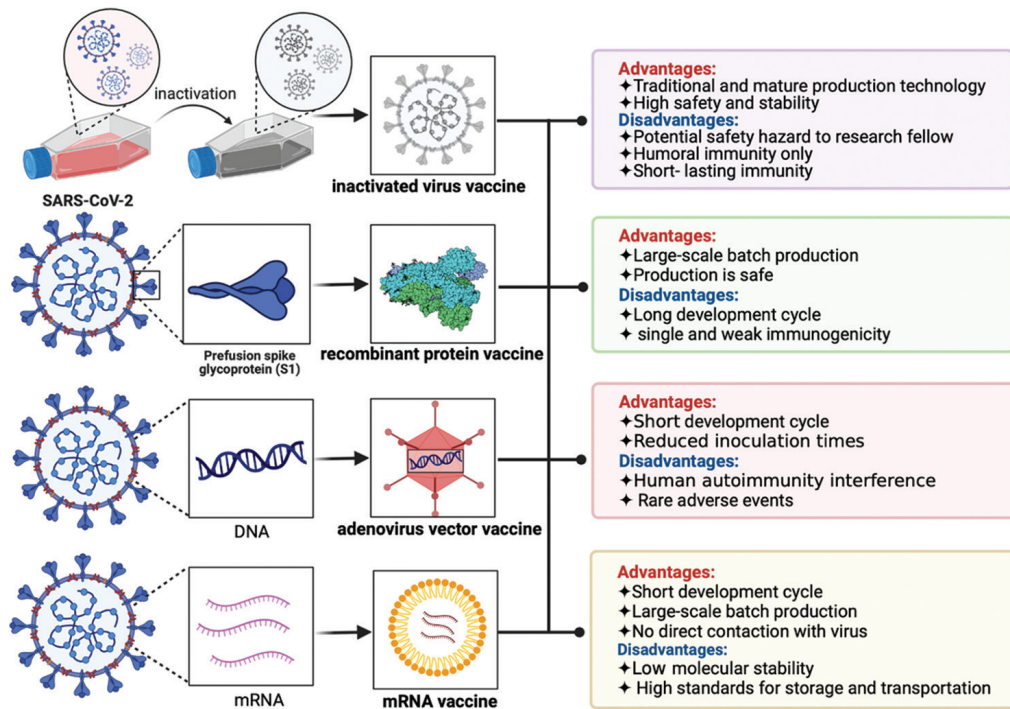 inactivation
SARS-CoV-2
inactivated virus vaccine
Advantages:
✦Traditional and mature production technology
✦High safety and stability
Disadvantages:
✦Potential safety hazard to research fellow
✦Humoral immunity only
✦Short- lasting immunity
Prefusion spike
glycoprotein (S1)
recombinant protein vaccine
Advantages:
✦Large-scale batch production
✦Production is safe
Disadvantages:
✦Long development cycle
✦ single and weak immunogenicity
DNA
adenovirus vector vaccine
Advantages:
✦Short development cycle
✦Reduced inoculation times
Disadvantages:
✦Human autoimmunity interference
✦ Rare adverse events
mRNA
mRNA vaccine
Advantages:
✦Short development cycle
✦Large-scale batch production
✦No direct contaction with virus
Disadvantages:
✦Low molecular stability
✦ High standards for storage and transportation